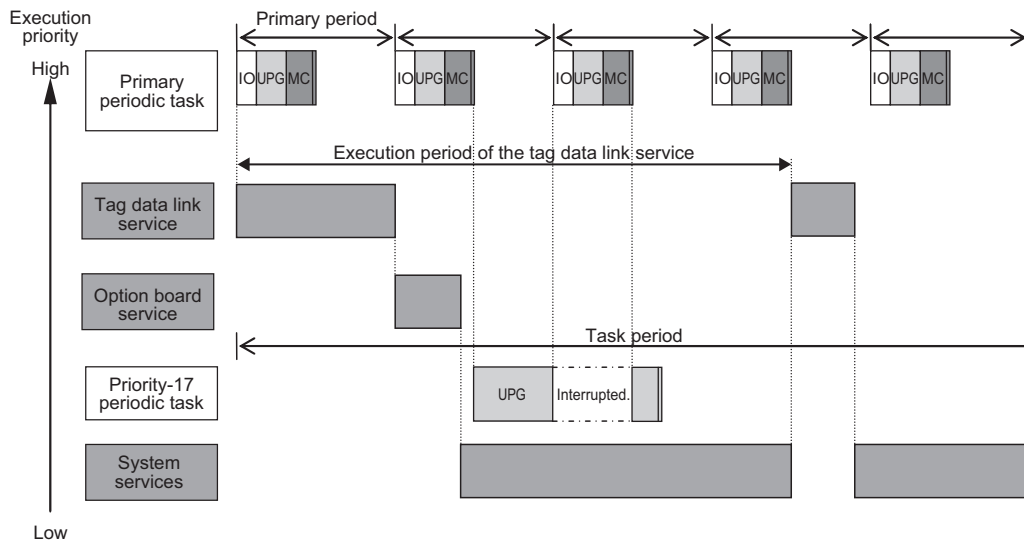 Execution
priority
High
Primary period
Primary
periodic task
IO UPG MC
IO UPG MC
IO UPG MC
IO UPG MC
IO UPG MC
Execution period of the tag data link service
Tag data link
service
Option board
service
Task period
Priority-17
periodic task
UPG
Interrupted.
System
services
Low